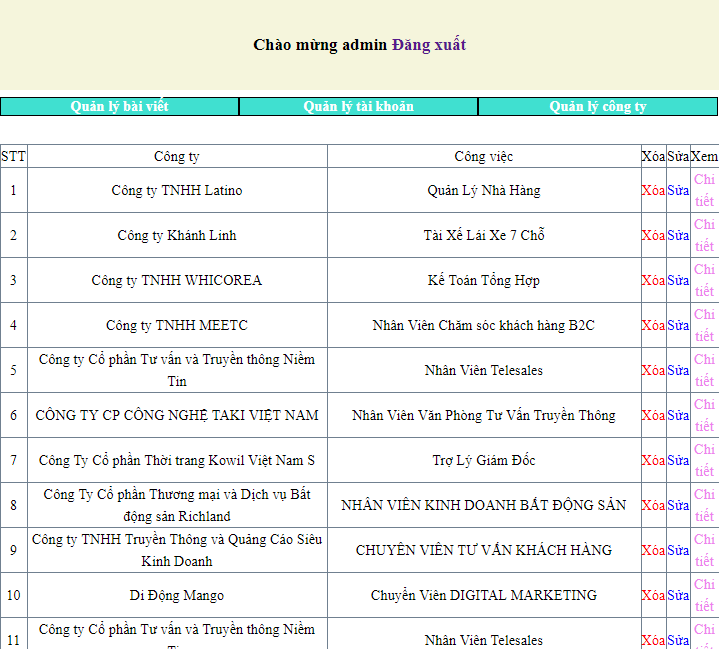 Chào mừng admin Đăng xuất
Quản lý bài viết Quản lý tài khoản Quản lý công ty
STT Công ty Công việc Xóa Sửa Xem
1 Công ty TNHH Latino Quản Lý Nhà Hàng Xóa Sửa Chi tiết
2 Công ty Khánh Linh Tài Xế Lái Xe 7 Chỗ Xóa Sửa Chi tiết
3 Công ty TNHH WHICOREA Kế Toán Tổng Hợp Xóa Sửa Chi tiết
4 Công ty TNHH MEETC Nhân Viên Chăm sóc khách hàng B2C Xóa Sửa Chi tiết
5 Công ty Cổ phần Tư vấn và Truyền thông Niềm Tin Nhân Viên Telesales Xóa Sửa Chi tiết
6 CÔNG TY CP CÔNG NGHỆ TAKI VIỆT NAM Nhân Viên Văn Phòng Tư Vấn Truyền Thông Xóa Sửa Chi tiết
7 Công Ty Cổ phần Thời trang Kowil Việt Nam S Trợ Lý Giám Đốc Xóa Sửa Chi tiết
8 Công Ty Cổ phần Thương mại và Dịch vụ Bất động sản Richland NHÂN VIÊN KINH DOANH BẤT ĐỘNG SẢN Xóa Sửa Chi tiết
9 Công ty TNHH Truyền Thông và Quảng Cáo Siêu Kinh Doanh CHUYÊN VIÊN TƯ VẤN KHÁCH HÀNG Xóa Sửa Chi tiết
10 Di Động Mango Chuyển Viên DIGITAL MARKETING Xóa Sửa Chi tiết
11 Công ty Cổ phần Tư vấn và Truyền thông Niềm Nhân Viên Telesales Xóa Sửa Chi